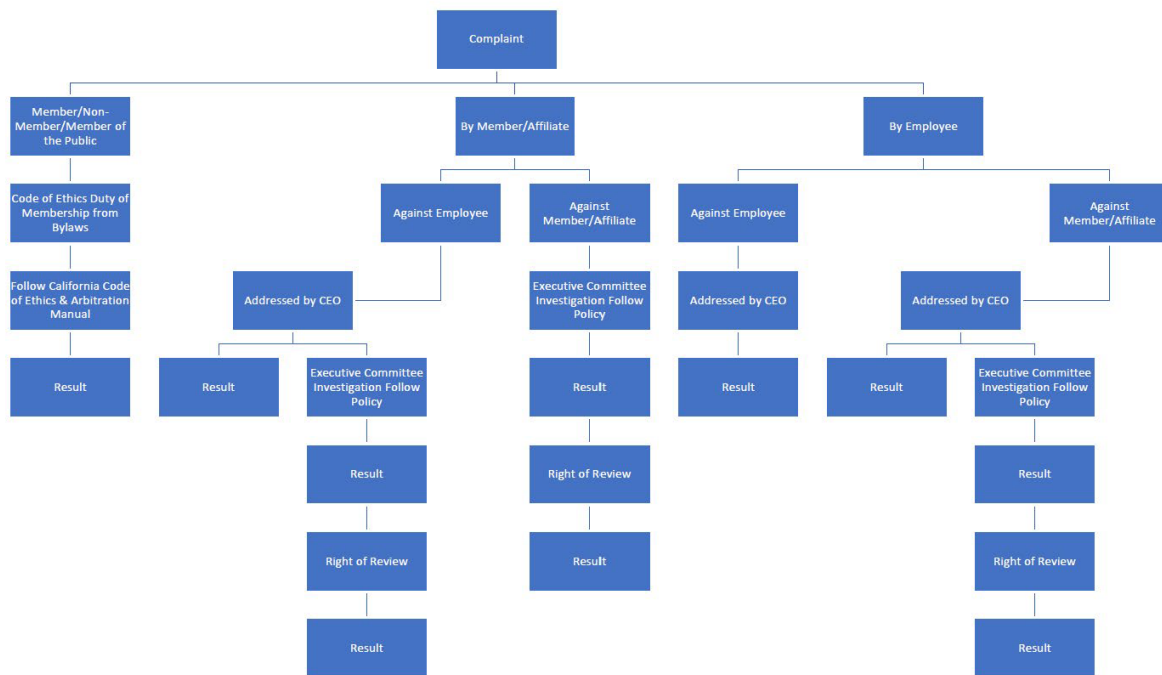 Complaint
Member/Non-
Member/Member of
the Public
By Member/Affiliate
By Employee
Code of Ethics Duty of
Membership from
Bylaws
Against Employee
Against
Member/Affiliate
Against Employee
Against
Member/Affiliate
Follow California Code
of Ethics & Arbitration
Manual
Addressed by CEO
Executive Committee
Investigation Follow
Policy
Addressed by CEO
Addressed by CEO
Result
Result
Executive Committee
Investigation Follow
Policy
Result
Result
Result
Executive Committee
Investigation Follow
Policy
Result
Right of Review
Result
Right of Review
Result
Right of Review
Result
Result